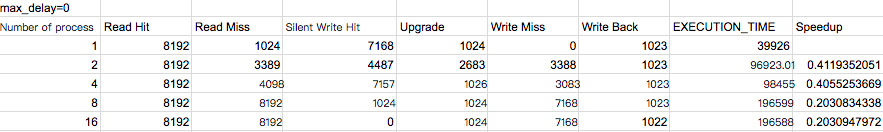 max_delay=0
Number of process Read Hit Read Miss Silent Write Hit Upgrade Write Miss Write Back EXECUTION_TIME Speedup
1 8192 1024 7168 1024 0 1023 39926
2 8192 3389 4487 2683 3388 1023 96923.01 0.4119352051
4 8192 4098 7157 1026 3083 1023 98455 0.4055253669
8 8192 8192 1024 1024 7168 1023 196599 0.2030834338
16 8192 8192 0 1024 7168 1022 196588 0.2030947972